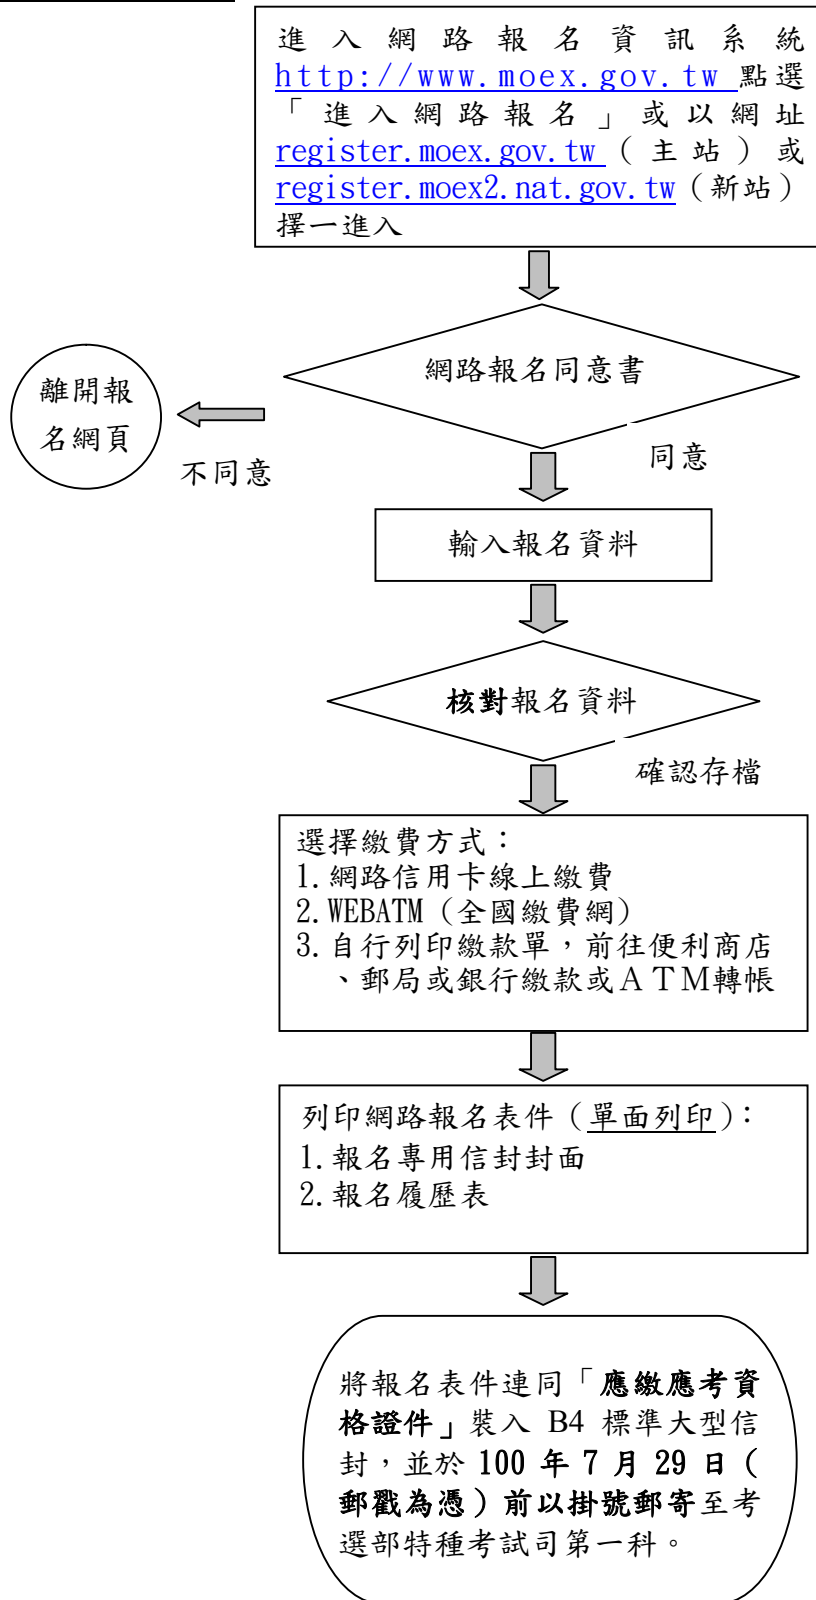 進入網路報名資訊系統
http://www.moex.gov.tw 點選
「進入網路報名」或以網址
register.moex.gov.tw（主站）或
register.moex2.nat.gov.tw（新站）
擇一進入
網路報名同意書
離開報
名網頁
不同意
同意
輸入報名資料
核對報名資料
確認存檔
選擇繳費方式：
1.網路信用卡線上繳費
2.WEBATM（全國繳費網）
3.自行列印繳款單，前往便利商店
、郵局或銀行繳款或ＡＴＭ轉帳
列印網路報名表件（單面列印）：
1.報名專用信封封面
2.報名履歷表
將報名表件連同「應繳應考資
格證件」裝入 B4 標準大型信
封，並於 100 年 7 月 29 日（
郵戳為憑）前以掛號郵寄至考
選部特種考試司第一科。